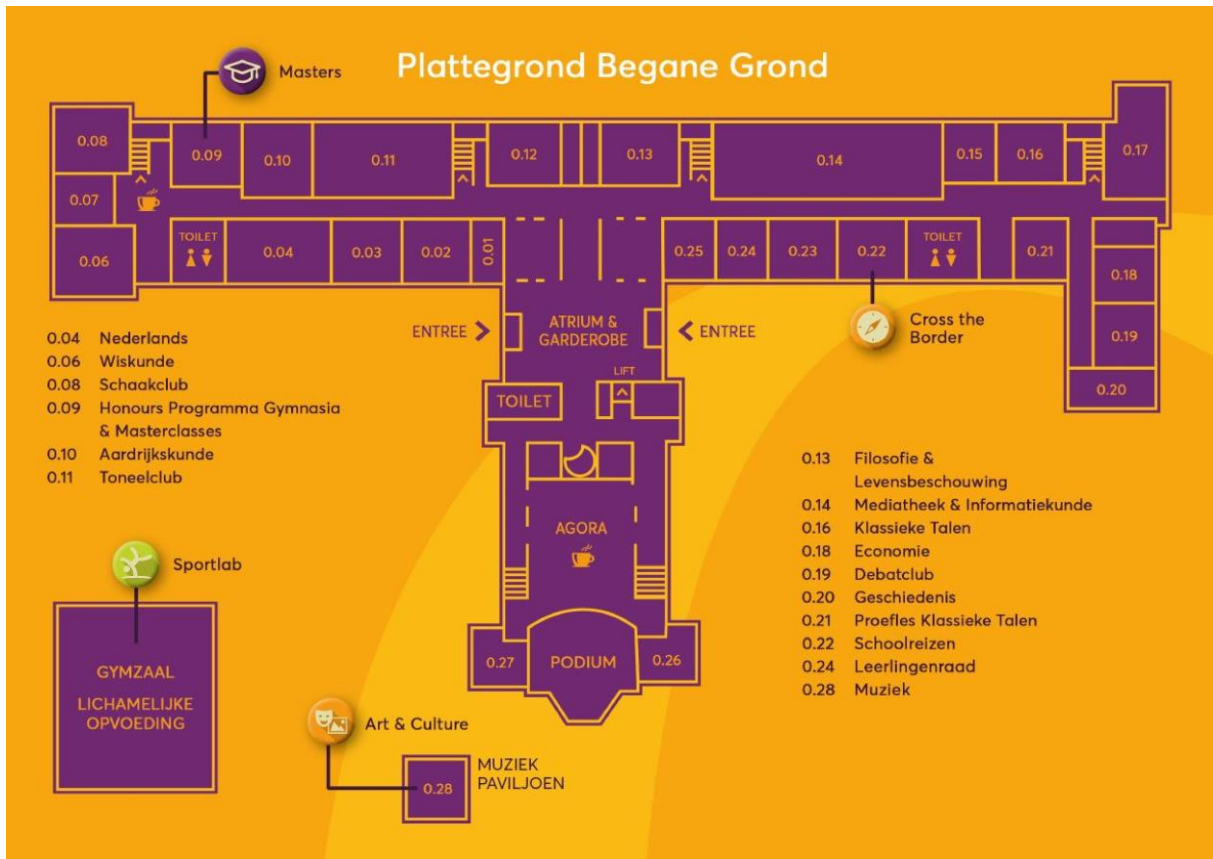 Masters
Plattegrond Begane Grond
0.08
0.09
0.10
0.11
0.12
0.13
0.14
0.15
0.16
0.17
0.07
0.06
TOILET
0.04
0.03
0.02
0.01
0.25
0.24
0.23
0.22
TOILET
0.21
0.18
0.19
0.20
ENTREE
ATRIUM &
GARDEROBE
ENTREE
Cross the
Border
LIFT
TOILET
0.04 Nederlands
0.06 Wiskunde
0.08 Schaakclub
0.09 Honours Programma Gymnasia
& Masterclasses
0.10 Aardrijkskunde
0.11 Toneelclub
AGORA
0.27
PODIUM
0.26
0.13 Filosofie &
Levensbeschouwing
0.14 Mediatheek & Informatiekunde
0.16 Klassieke Talen
0.18 Economie
0.19 Debatclub
0.20 Geschiedenis
0.21 Proefles Klassieke Talen
0.22 Schoolreizen
0.24 Leerlingenraad
0.28 Muziek
Sportlab
GYMZAAL
LICHAMELIJKE
OPVOEDING
Art & Culture
0.28
MUZIEK
PAVILJOEN